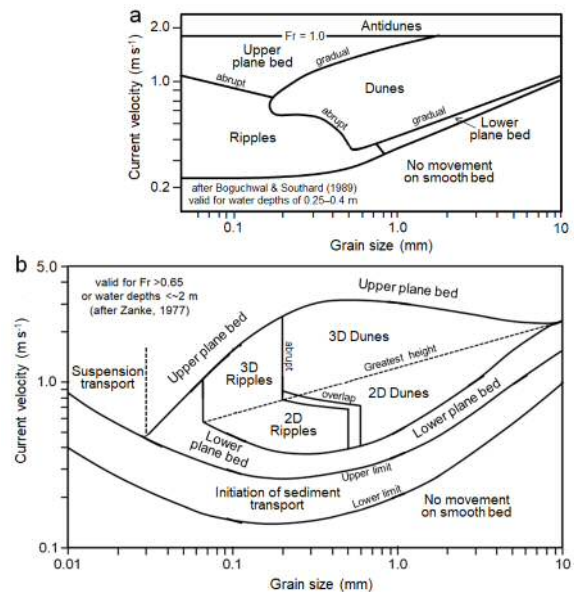 a
2.0
1.0
0.2
Current velocity (m s⁻¹)
Antidunes
Fr = 1.0
Upper
plane bed
gradual
abrupt
Dunes
abrupt
gradual
Lower
plane bed
Ripples
No movement
on smooth bed
after Boguchwal & Southard (1989)
valid for water depths of 0.25–0.4 m
0.1
1.0
10
Grain size (mm)
b
5.0
1.0
0.1
Current velocity (m s⁻¹)
valid for Fr >0.65
or water depths <~2 m
(after Zanke, 1977)
Upper plane bed
Upper plane bed
Suspension
transport
3D
Ripples
abrupt
3D Dunes
Greatest height
overlap
2D Dunes
2D
Ripples
Lower
plane bed
Lower plane bed
Upper limit
Initiation of sediment
transport
Lower limit
No movement
on smooth bed
0.01
0.1
1.0
10
Grain size (mm)